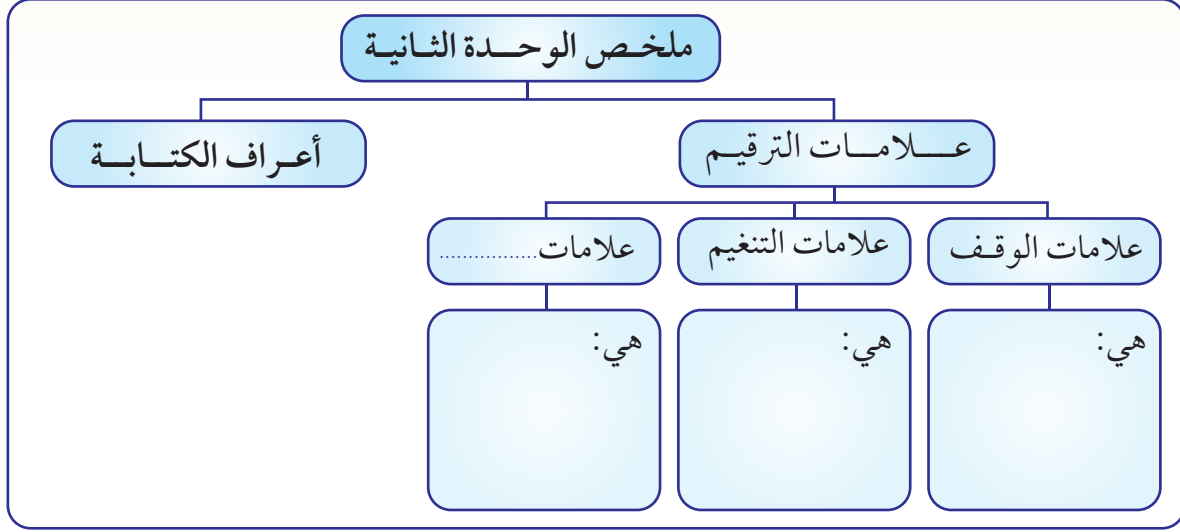 ملخص الوحدة الثانية
علامات الترقيم
أعراف الكتابة
علامات الوقف
علامات التنغيم
علامات.................
هي:
هي:
هي: